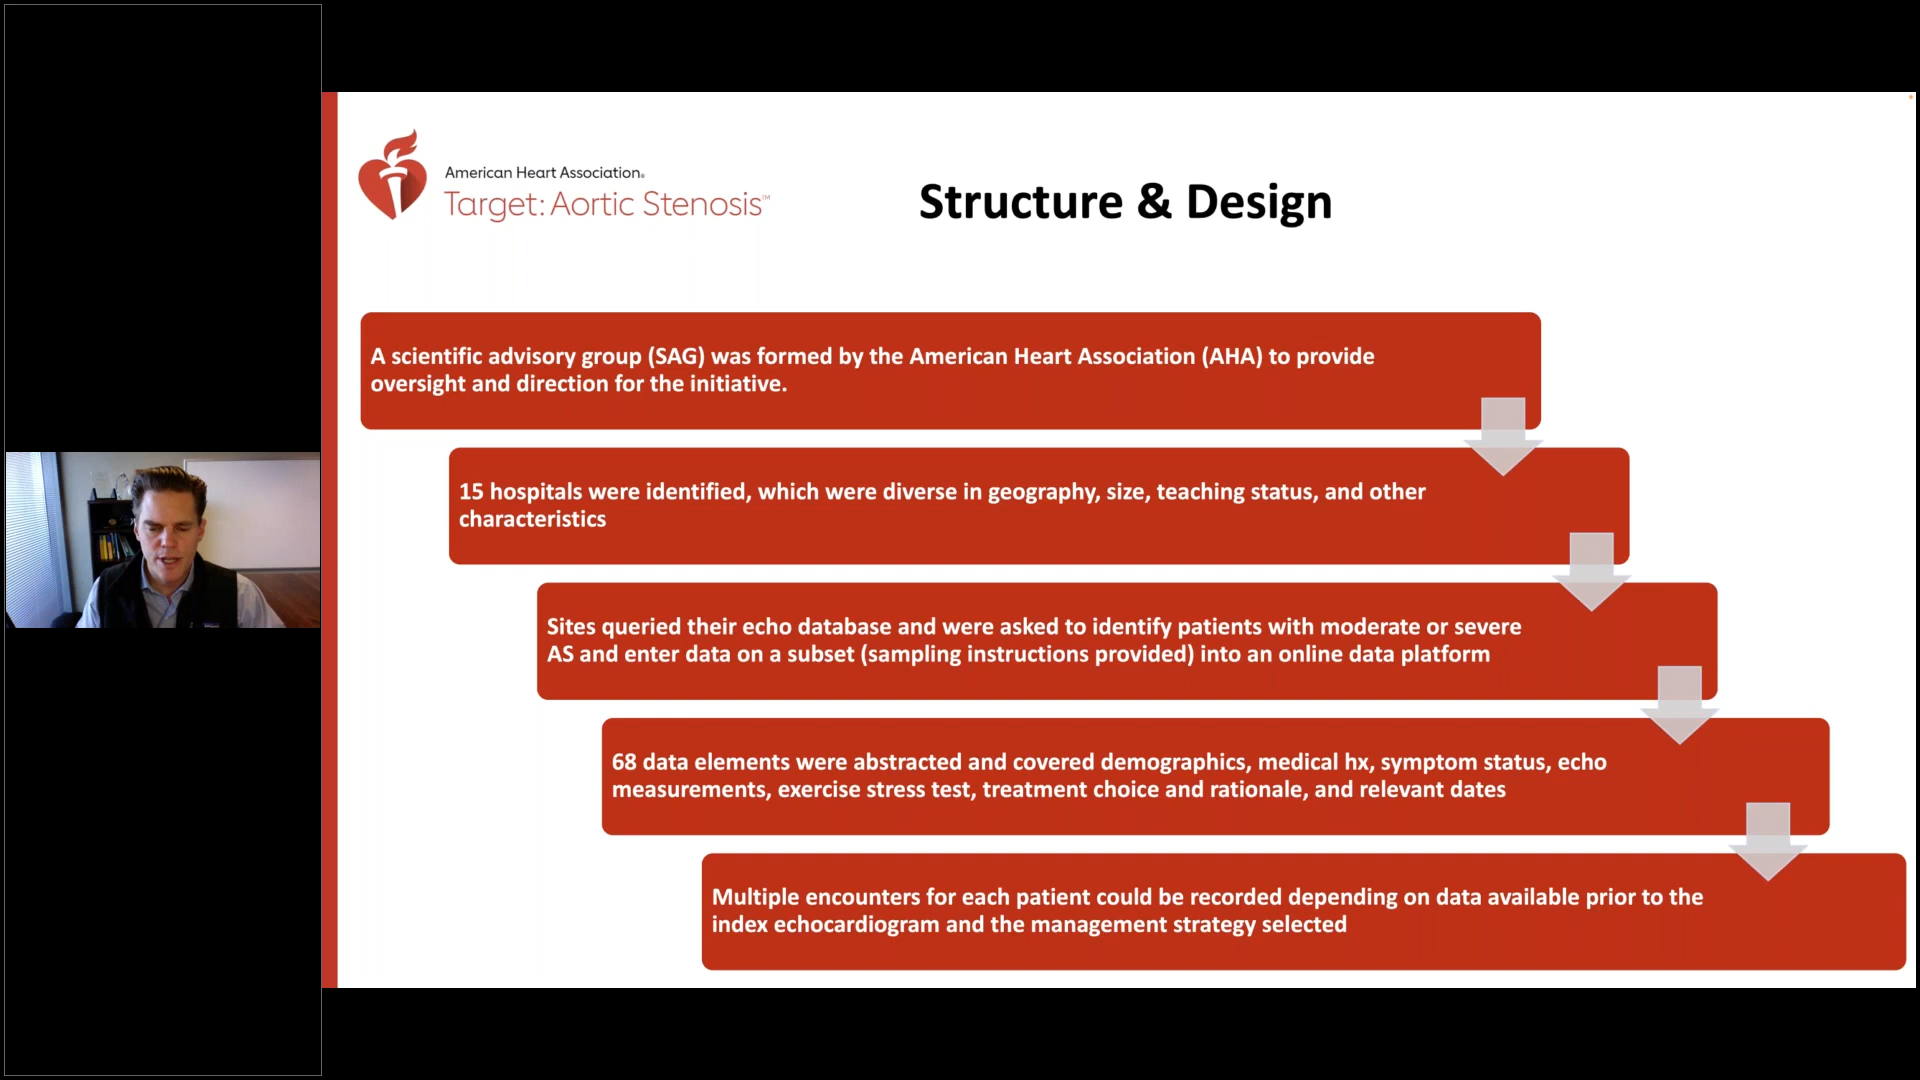 American Heart Association®
Target: Aortic Stenosis™
Structure & Design
A scientific advisory group (SAG) was formed by the American Heart Association (AHA) to provide
oversight and direction for the initiative.
15 hospitals were identified, which were diverse in geography, size, teaching status, and other
characteristics
Sites queried their echo database and were asked to identify patients with moderate or severe
AS and enter data on a subset (sampling instructions provided) into an online data platform
68 data elements were abstracted and covered demographics, medical hx, symptom status, echo
measurements, exercise stress test, treatment choice and rationale, and relevant dates
Multiple encounters for each patient could be recorded depending on data available prior to the
index echocardiogram and the management strategy selected